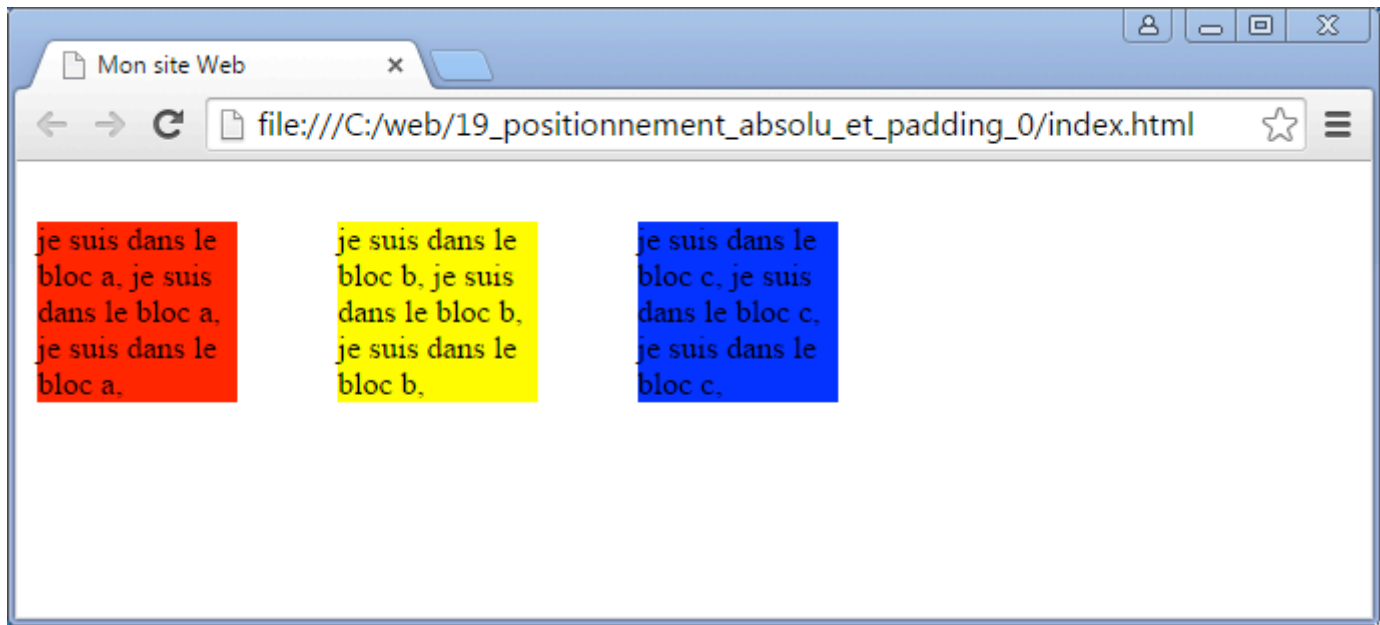 Mon site Web
file:///C:/web/19_positionnement_absolu_et_padding_0/index.html
je suis dans le
bloc a, je suis
dans le bloc a,
je suis dans le
bloc a,
je suis dans le
bloc b, je suis
dans le bloc b,
je suis dans le
bloc b,
je suis dans le
bloc c, je suis
dans le bloc c,
je suis dans le
bloc c,